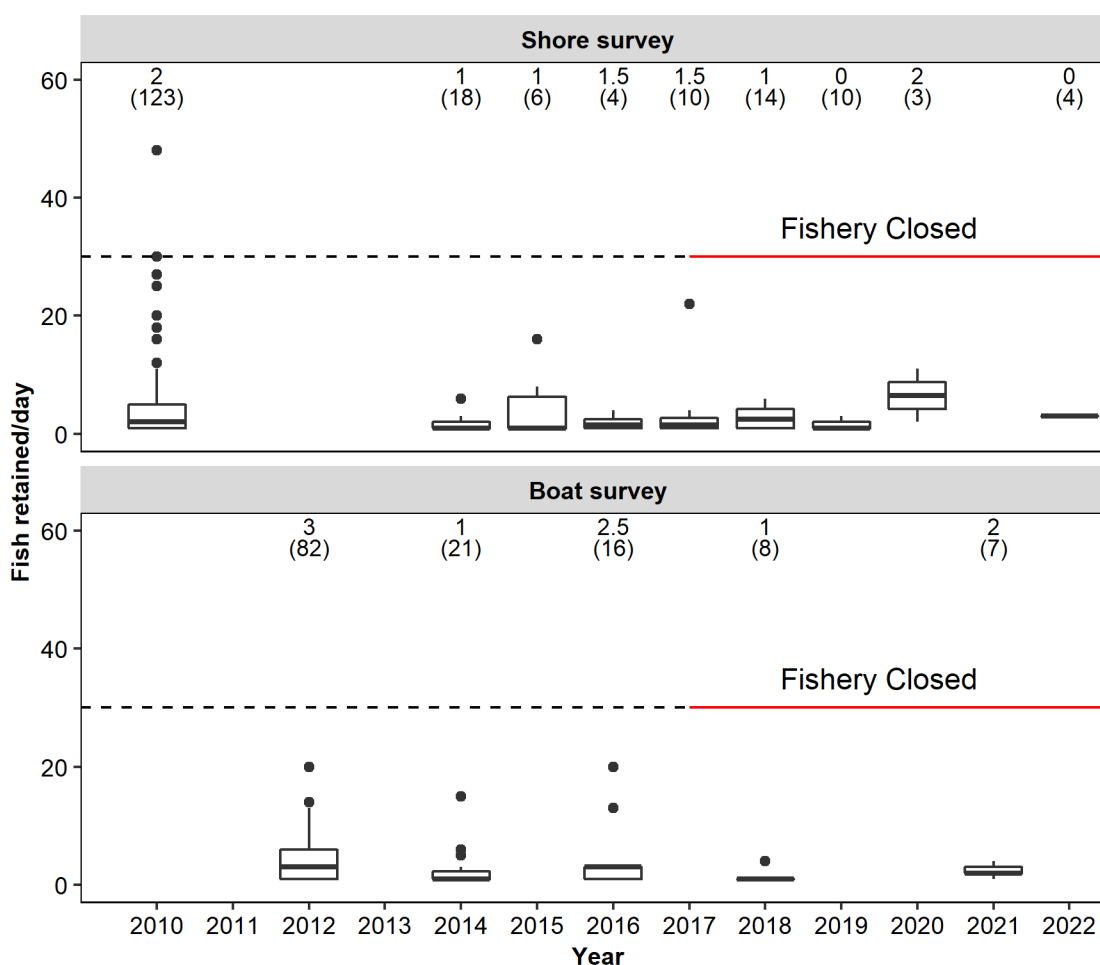 Shore survey
60
2 1 1 1.5 1.5 1 0 2 0
(123) (18) (6) (4) (10) (14) (10) (3) (4)
40
Fishery Closed
20
0
Fish retained/day
Boat survey
60
3 1 2.5 1 2
(82) (21) (16) (8) (7)
40
Fishery Closed
20
0
2010 2011 2012 2013 2014 2015 2016 2017 2018 2019 2020 2021 2022
Year